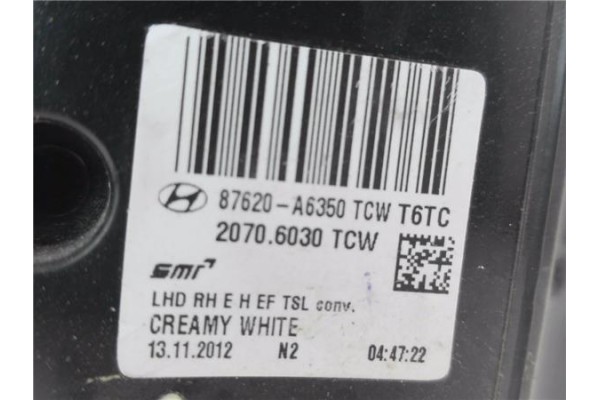 87620-A6350 TCW T6TC
2070.6030 TCW
SMR
LHD RH E H EF TSL conv.
CREAMY WHITE
13.11.2012 N2 04:47:22